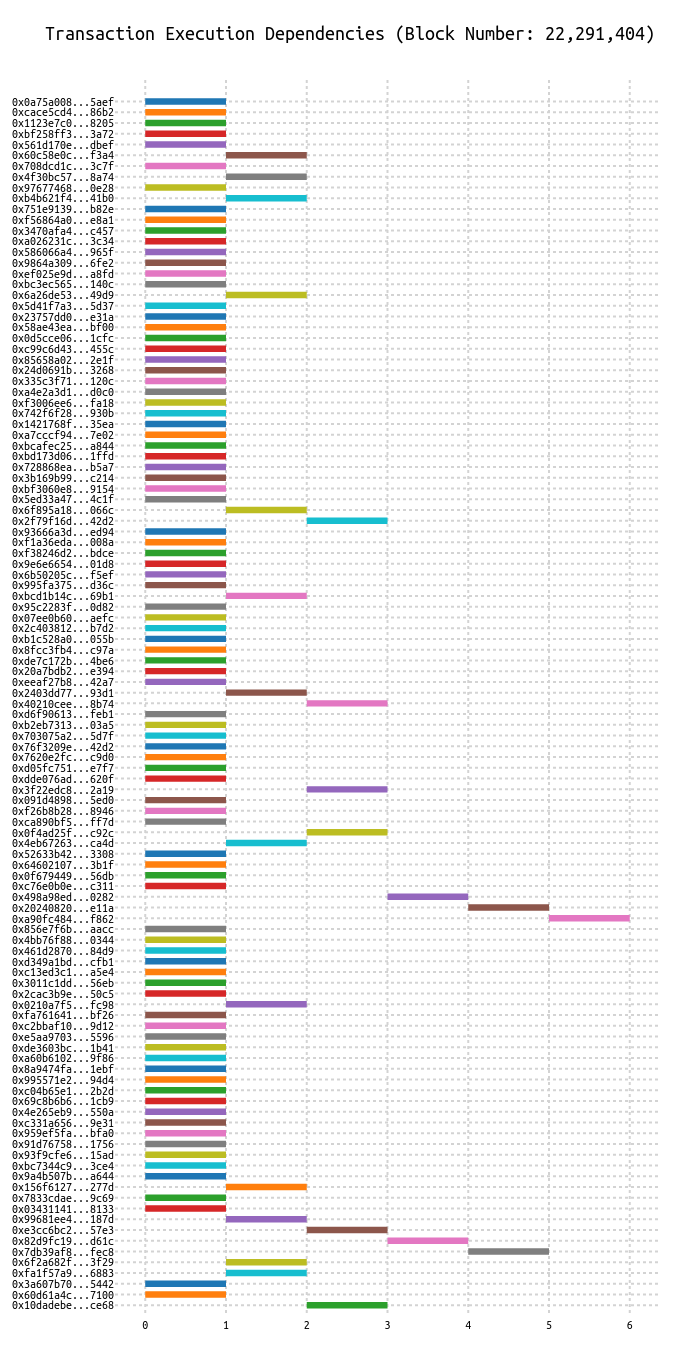 Transaction Execution Dependencies (Block Number: 22,291,404)
0x0a75a008...5aef
0xcace5cd4...86b2
0x1123e7c0...8205
0xbf258ff3...3a72
0x561d170e...dbef
0x60c58e0c...f3a4
0x708dcd1c...3c7f
0x4f30bc57...8a74
0x97677468...0e28
0xb4b621f4...41b0
0x751e9139...b82e
0xf56864a0...e8a1
0x3470afa4...c457
0xa026231c...3c34
0x586066a4...965f
0x9864a309...6fe2
0xef025e9d...a8fd
0xbc3ec565...140c
0x6a26de53...49d9
0x5d41f7a3...5d37
0x23757dd0...e31a
0x58ae43ea...bf00
0x0d5cce06...1cfc
0xc99c6d43...455c
0x85658a02...2e1f
0x24d0691b...3268
0x335c3f71...120c
0xa4e2a3d1...d0c0
0xf3006ee6...fa18
0x742f6f28...930b
0x1421768f...35ea
0xa7cccf94...7e02
0xbcafec25...a844
0xbd173d06...1ffd
0x728868ea...b5a7
0x3b169b99...c214
0xbf3060e8...9154
0x5ed33a47...4c1f
0x6f895a18...066c
0x2f79f16d...42d2
0x93666a3d...ed94
0xf1a36eda...008a
0xf38246d2...bdce
0x9e6e6654...01d8
0x6b50205c...f5ef
0x995fa375...d36c
0xbcd1b14c...69b1
0x95c2283f...0d82
0x07ee0b60...aefc
0x2c403812...b7d2
0xb1c528a0...055b
0x8fcc3fb4...c97a
0xde7c172b...4be6
0x20a7bdb2...e394
0xeeaf27b8...42a7
0x2403dd77...93d1
0x40210cee...8b74
0xd6f90613...feb1
0xb2eb7313...03a5
0x703075a2...5d7f
0x76f3209e...42d2
0x7620e2fc...c9d0
0xd05fc751...e7f7
0xdde076ad...620f
0x3f22edc8...2a19
0x091d4898...5ed0
0xf26b8b28...8946
0xca890bf5...ff7d
0x0f4ad25f...c92c
0x4eb67263...ca4d
0x52633b42...3308
0x64602107...3b1f
0x0f679449...56db
0xc76e0b0e...c311
0x498a98ed...0282
0x20240820...e11a
0xa90fc484...f862
0x856e7f6b...aacc
0x4bb76f88...0344
0x461d2870...84d9
0xd349a1bd...cfb1
0xc13ed3c1...a5e4
0x3011c1dd...56eb
0x2cac3b9e...50c5
0x0210a7f5...fc98
0xfa761641...bf26
0xc2bbaf10...9d12
0xe5aa9703...5596
0xde3603bc...1b41
0xa60b6102...9f86
0x8a9474fa...1ebf
0x995571e2...94d4
0xc04b65e1...2b2d
0x69c8b6b6...1cb9
0x4e265eb9...550a
0xc331a656...9e31
0x959ef5fa...bfa0
0x91d76758...1756
0x93f9cfe6...15ad
0xbc7344c9...3ce4
0x9a4b507b...a644
0x156f6127...277d
0x7833cdae...9c69
0x03431141...8133
0x99681ee4...187d
0xe3cc6bc2...57e3
0x82d9fc19...d61c
0x7db39af8...fec8
0x6f2a682f...3f29
0xfa1f57a9...6883
0x3a607b70...5442
0x60d61a4c...7100
0x10dadebe...ce68
0 1 2 3 4 5 6